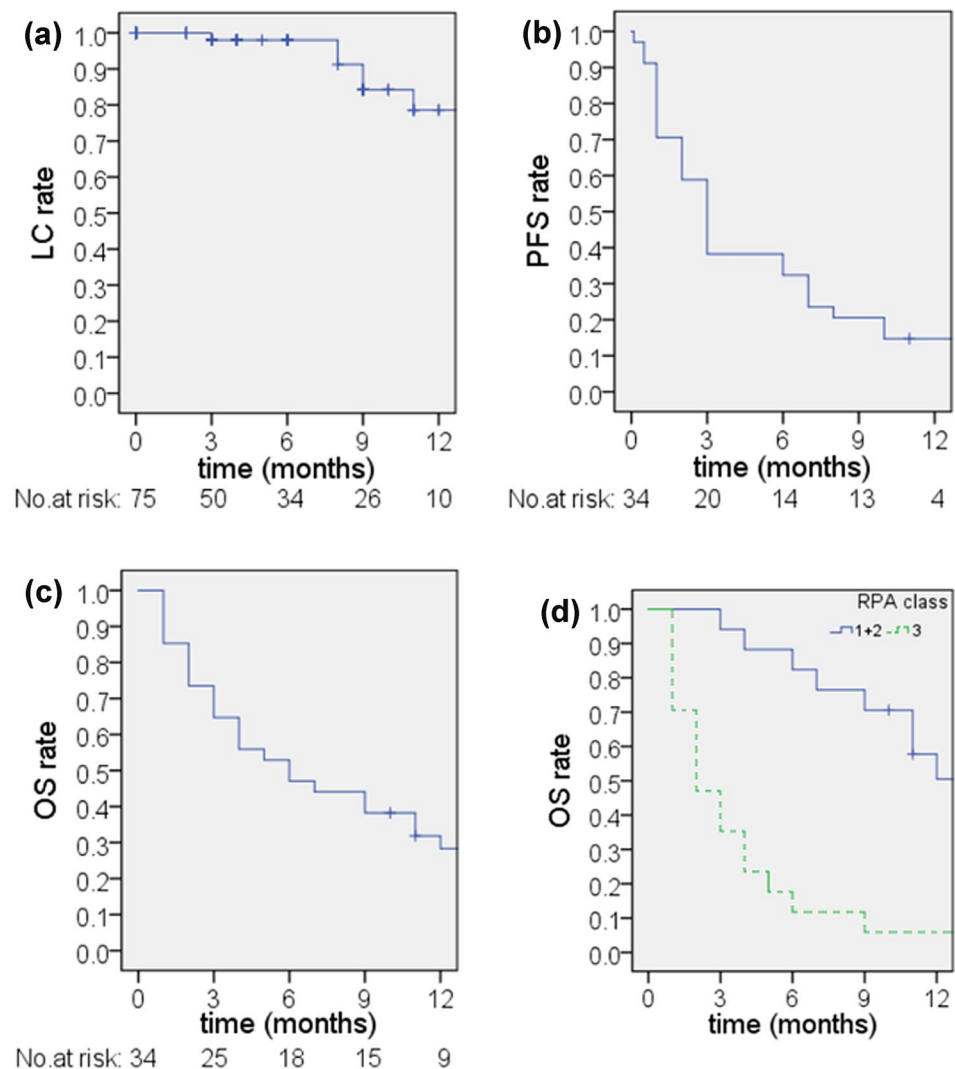 (a)
LC rate
1.0
0.9
0.8
0.7
0.6
0.5
0.4
0.3
0.2
0.1
0.0
0 3 6 9 12
time (months)
No.at risk: 75 50 34 26 10
(b)
PFS rate
1.0
0.9
0.8
0.7
0.6
0.5
0.4
0.3
0.2
0.1
0.0
0 3 6 9 12
time (months)
No.at risk: 34 20 14 13 4
(c)
OS rate
1.0
0.9
0.8
0.7
0.6
0.5
0.4
0.3
0.2
0.1
0.0
0 3 6 9 12
time (months)
No.at risk: 34 25 18 15 9
(d)
RPA class
1+2 3
OS rate
1.0
0.9
0.8
0.7
0.6
0.5
0.4
0.3
0.2
0.1
0.0
0 3 6 9 12
time (months)